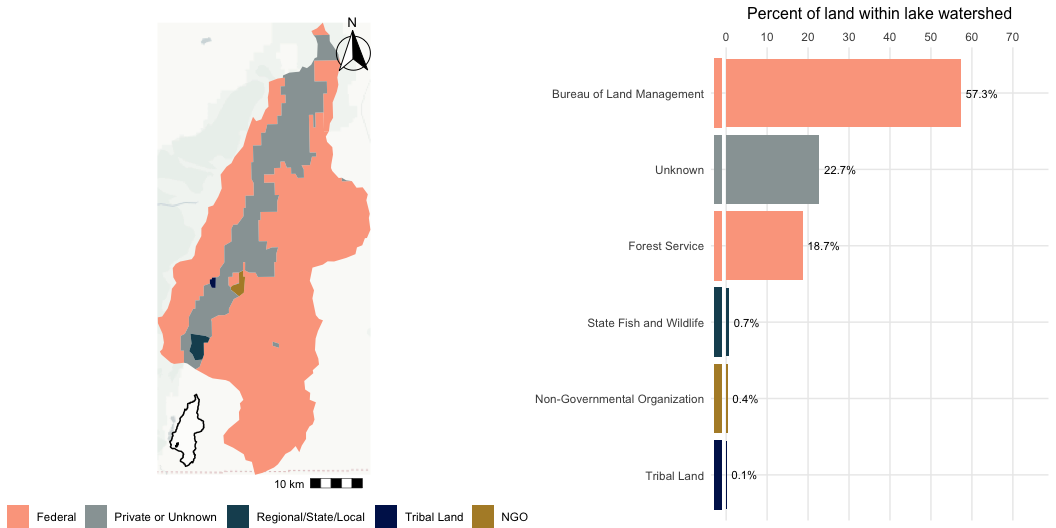 N
10 km
Federal
Private or Unknown
Regional/State/Local
Tribal Land
NGO
Percent of land within lake watershed
0 10 20 30 40 50 60 70
Bureau of Land Management 57.3%
Unknown 22.7%
Forest Service 18.7%
State Fish and Wildlife 0.7%
Non-Governmental Organization 0.4%
Tribal Land 0.1%